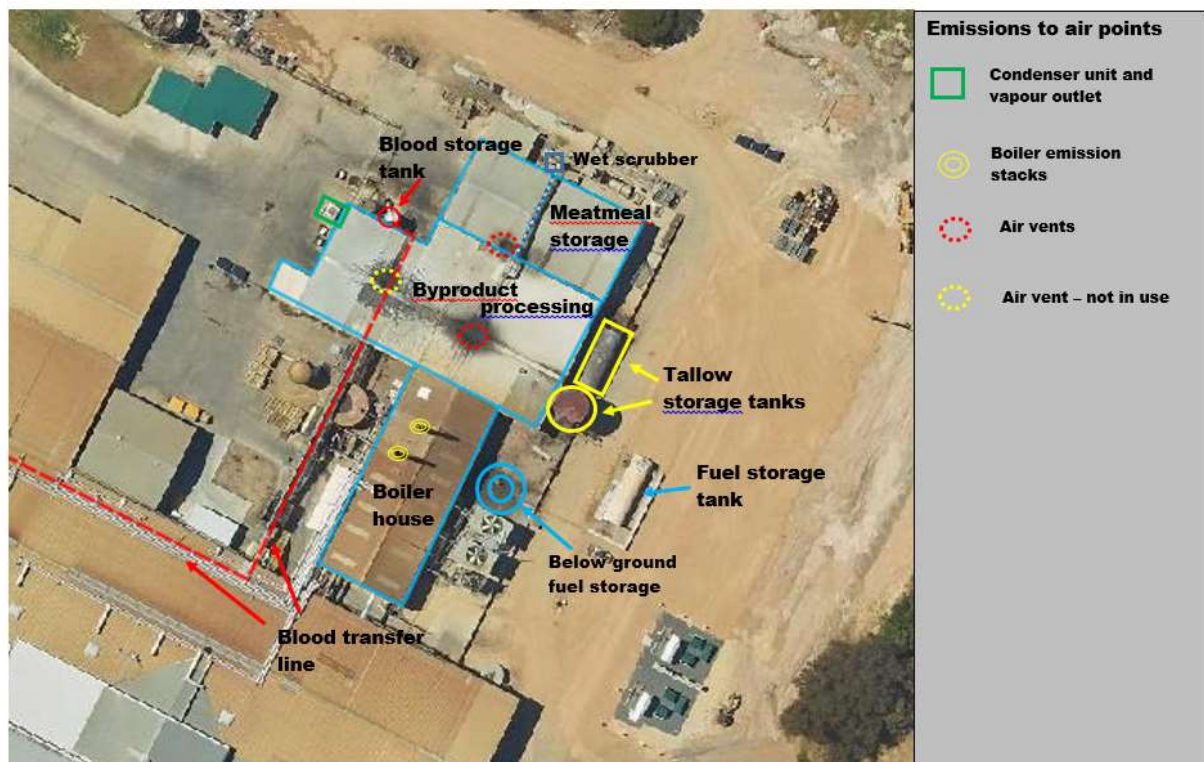 Emissions to air points
Condenser unit and
vapour outlet
Boiler emission
stacks
Air vents
Air vent – not in use
Blood storage
tank
Wet scrubber
Meatmeal
storage
Byproduct
processing
Tallow
storage tanks
Boiler
house
Fuel storage
tank
Below ground
fuel storage
Blood transfer
line